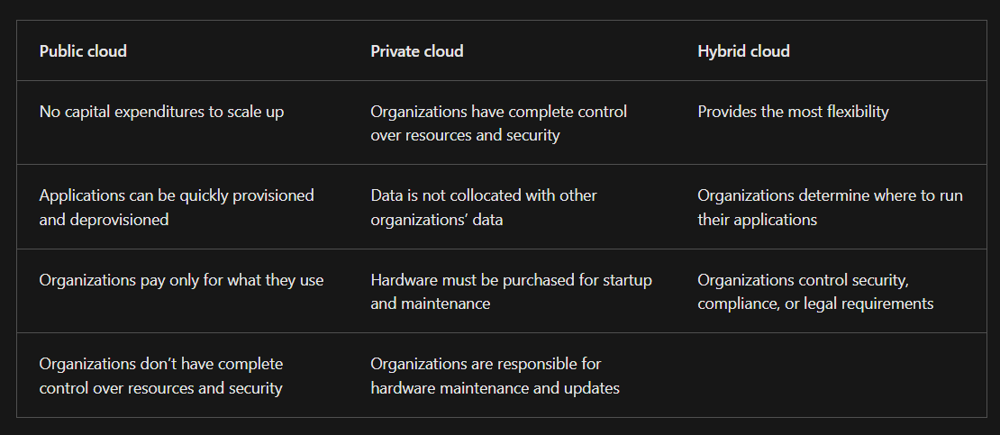 Public cloud
Private cloud
Hybrid cloud
No capital expenditures to scale up
Organizations have complete control
over resources and security
Provides the most flexibility
Applications can be quickly provisioned
and deprovisioned
Data is not collocated with other
organizations’ data
Organizations determine where to run
their applications
Organizations pay only for what they use
Hardware must be purchased for startup
and maintenance
Organizations control security,
compliance, or legal requirements
Organizations don’t have complete
control over resources and security
Organizations are responsible for
hardware maintenance and updates